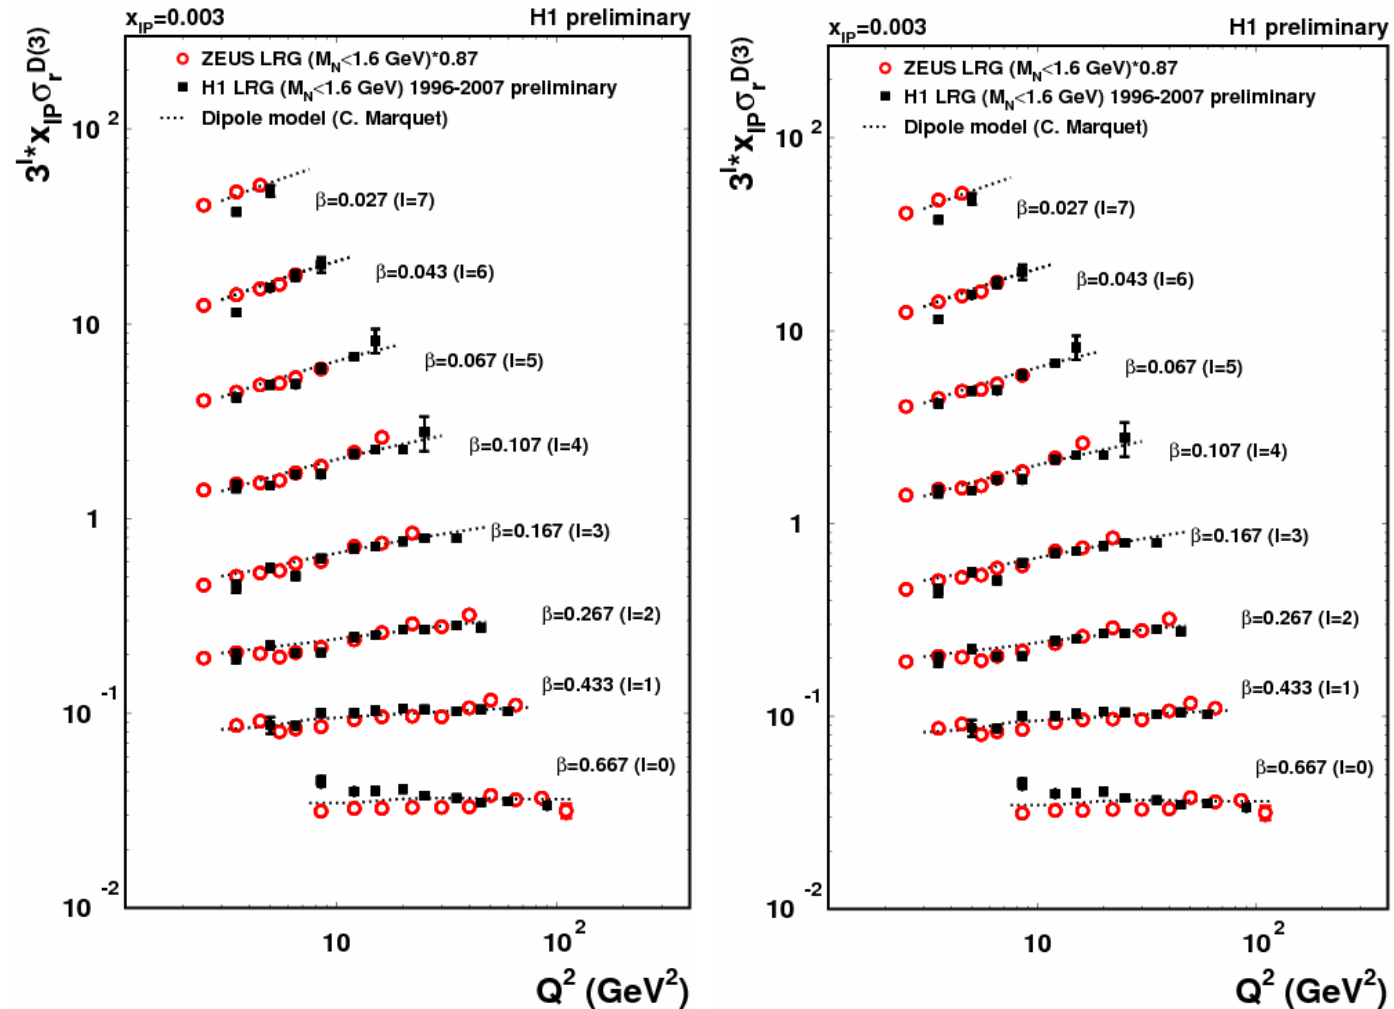 x_IP=0.003 H1 preliminary
ZEUS LRG (M_N<1.6 GeV)*0.87
H1 LRG (M_N<1.6 GeV) 1996-2007 preliminary
Dipole model (C. Marquet)
3^l*x_IP σ_r^D(3)
10^2
10
1
10^-1
10^-2
β=0.027 (l=7)
β=0.043 (l=6)
β=0.067 (l=5)
β=0.107 (l=4)
β=0.167 (l=3)
β=0.267 (l=2)
β=0.433 (l=1)
β=0.667 (l=0)
10 10^2
Q^2 (GeV^2)
x_IP=0.003 H1 preliminary
ZEUS LRG (M_N<1.6 GeV)*0.87
H1 LRG (M_N<1.6 GeV) 1996-2007 preliminary
Dipole model (C. Marquet)
3^l*x_IP σ_r^D(3)
10^2
10
1
10^-1
10^-2
β=0.027 (l=7)
β=0.043 (l=6)
β=0.067 (l=5)
β=0.107 (l=4)
β=0.167 (l=3)
β=0.267 (l=2)
β=0.433 (l=1)
β=0.667 (l=0)
10 10^2
Q^2 (GeV^2)